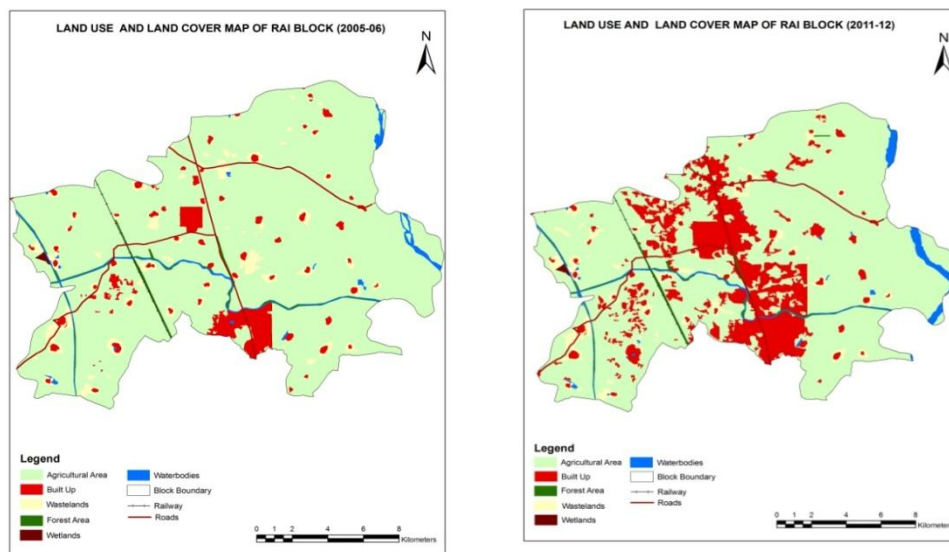 LAND USE AND LAND COVER MAP OF RAI BLOCK (2005-06)
N
Legend
Agricultural Area
Built Up
Wastelands
Forest Area
Wetlands
Waterbodies
Block Boundary
Railway
Roads
0 1 2 4 6 8
Kilometers
LAND USE AND LAND COVER MAP OF RAI BLOCK (2011-12)
N
Legend
Agricultural Area
Built Up
Forest Area
Wastelands
Wetlands
Waterbodies
Block Boundary
Railway
Roads
0 1 2 4 6 8
Kilometers